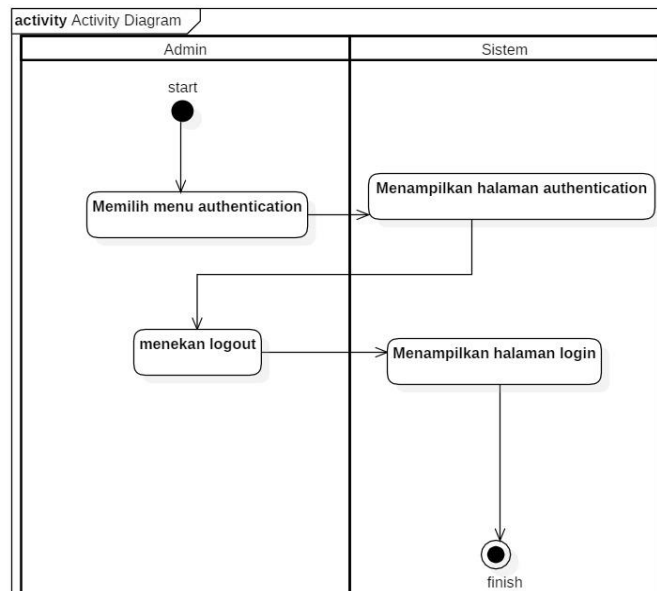 activity Activity Diagram
Admin
Sistem
start
Memilih menu authentication
Menampilkan halaman authentication
menekan logout
Menampilkan halaman login
finish